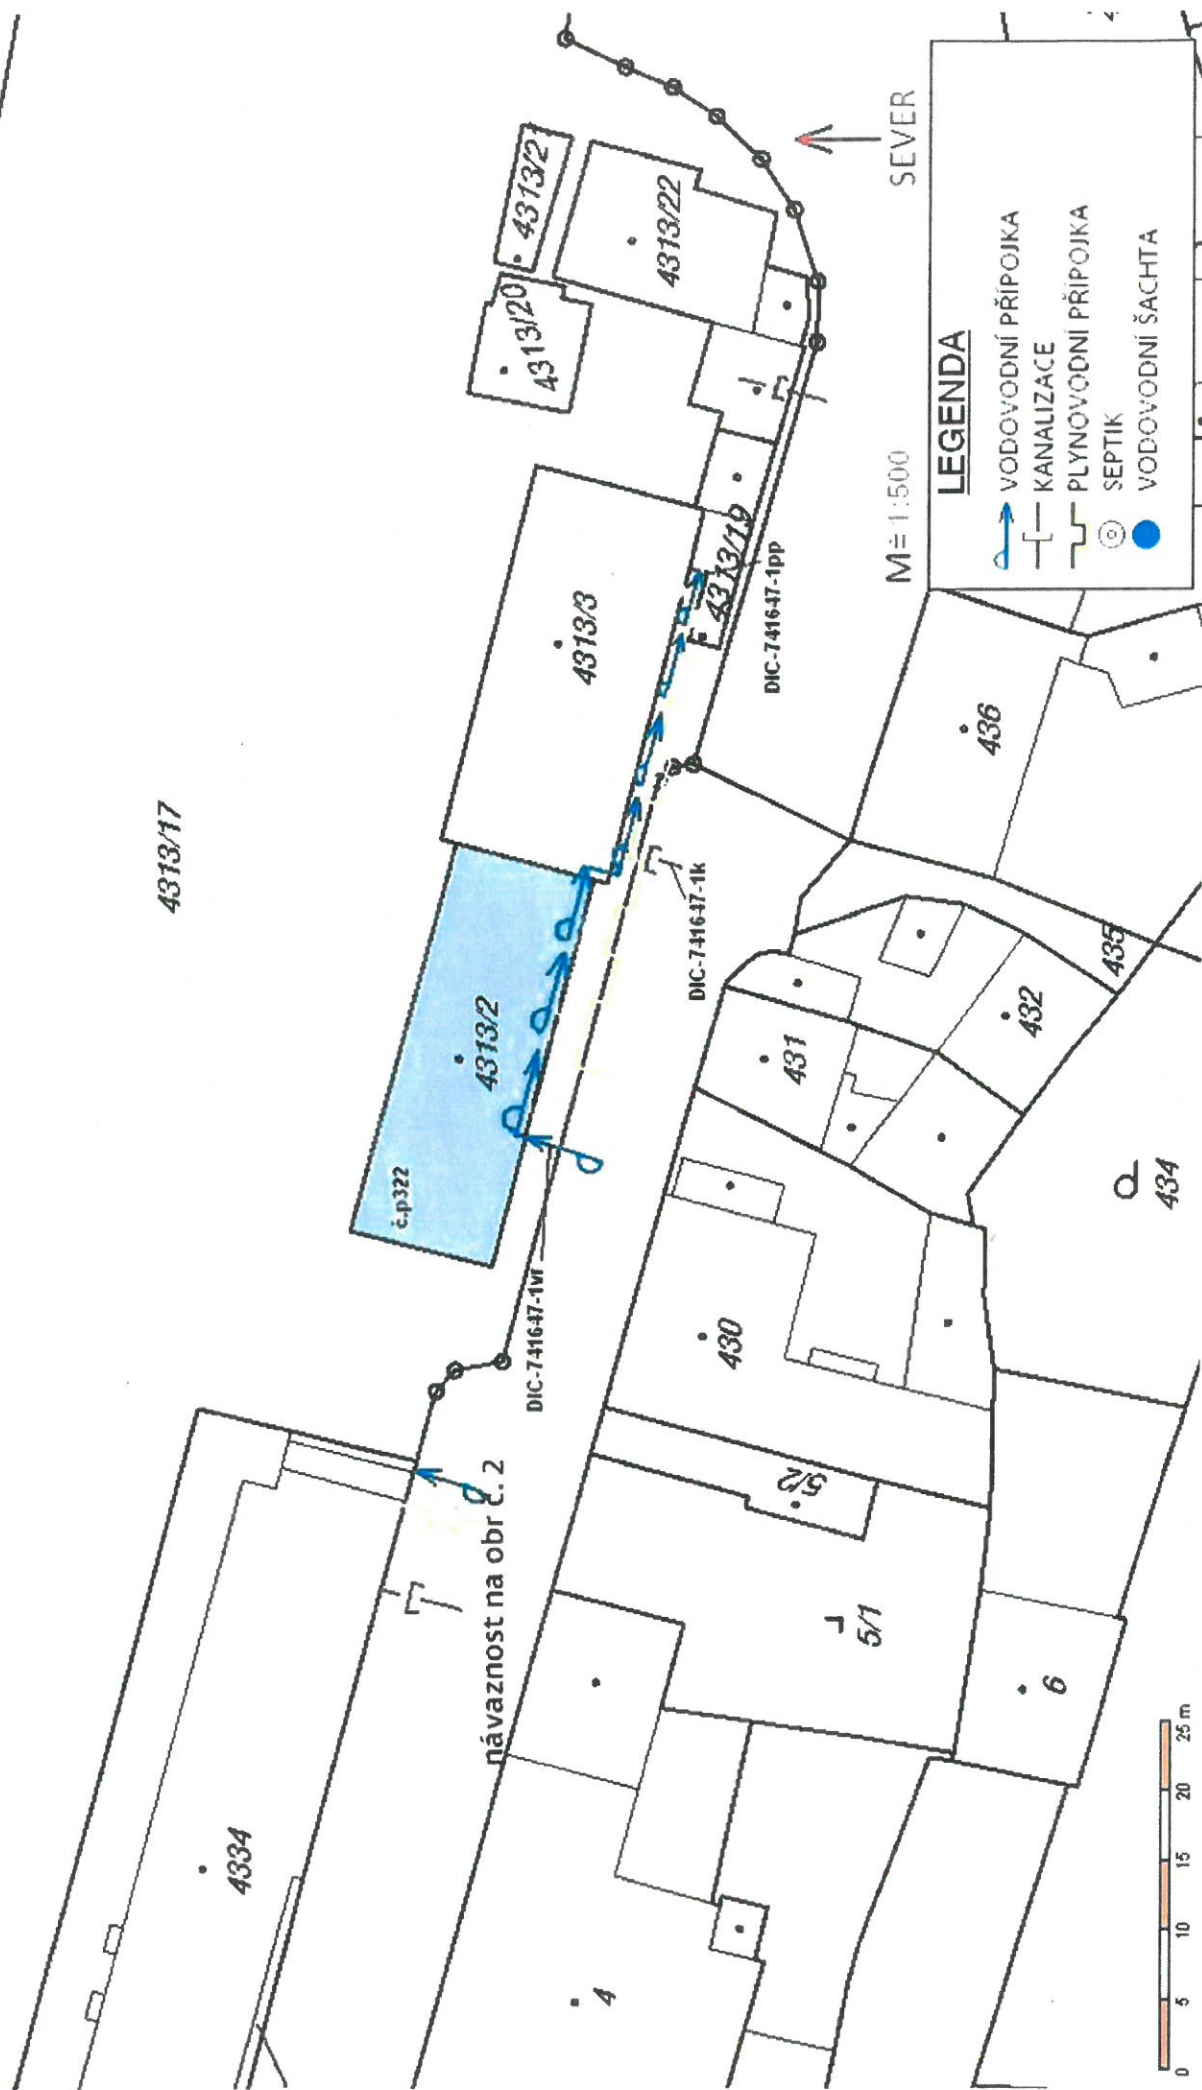 4313/17
4334
návaznost na obr č. 2
č.p322
4313/2
4313/3
4313/20
4313/2
4313/22
4313/19
DIC-741647-1vř
DIC-741647-1k
DIC-741647-1pp
4
5/1
5/2
6
430
431
432
434
435
436
M≐1:500
SEVER
LEGENDA
VODOVODNÍ PŘÍPOJKA
KANALIZACE
PLYNOVODNÍ PŘÍPOJKA
SEPTIK
VODOVODNÍ ŠACHTA
0 5 10 15 20 25 m